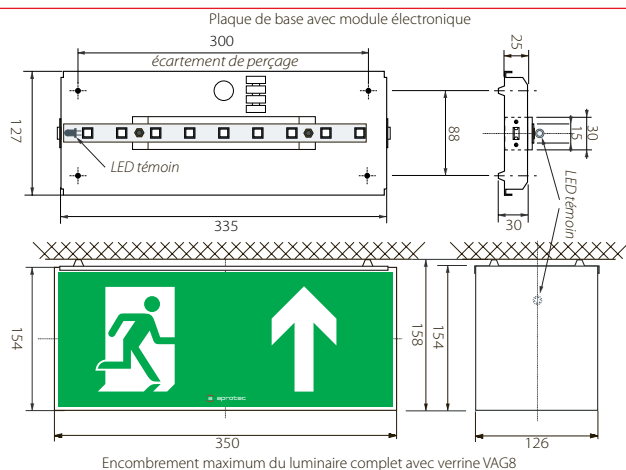 Plaque de base avec module électronique
300
écartement de perçage
25
127
88
15
30
LED témoin
LED témoin
335
30
154
158
154
aprotec
350
126
Encombrement maximum du luminaire complet avec verrine VAG8